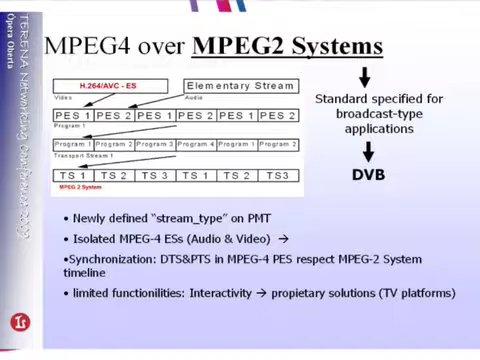 MPEG4 over MPEG2 Systems
TERENA Networking Conference 2007
Òpera Oberta
H.264/AVC - ES
Elementary Stream
Video
Audio
PES 1 PES 2 PES 1 PES 2 PES 1 PES 2
Program 1
Program 1 Program 2 Program 3 Program 4 Program 1 Program 2
Transport Stream 1
TS 1 TS 2 TS 3 TS 1 TS 2 TS3
MPEG 2 System
Standard specified for
broadcast-type
applications
DVB
• Newly defined “stream_type” on PMT
• Isolated MPEG-4 ESs (Audio & Video) →
•Synchronization: DTS&PTS in MPEG-4 PES respect MPEG-2 System
timeline
• limited functionilities: Interactivity → propietary solutions (TV platforms)